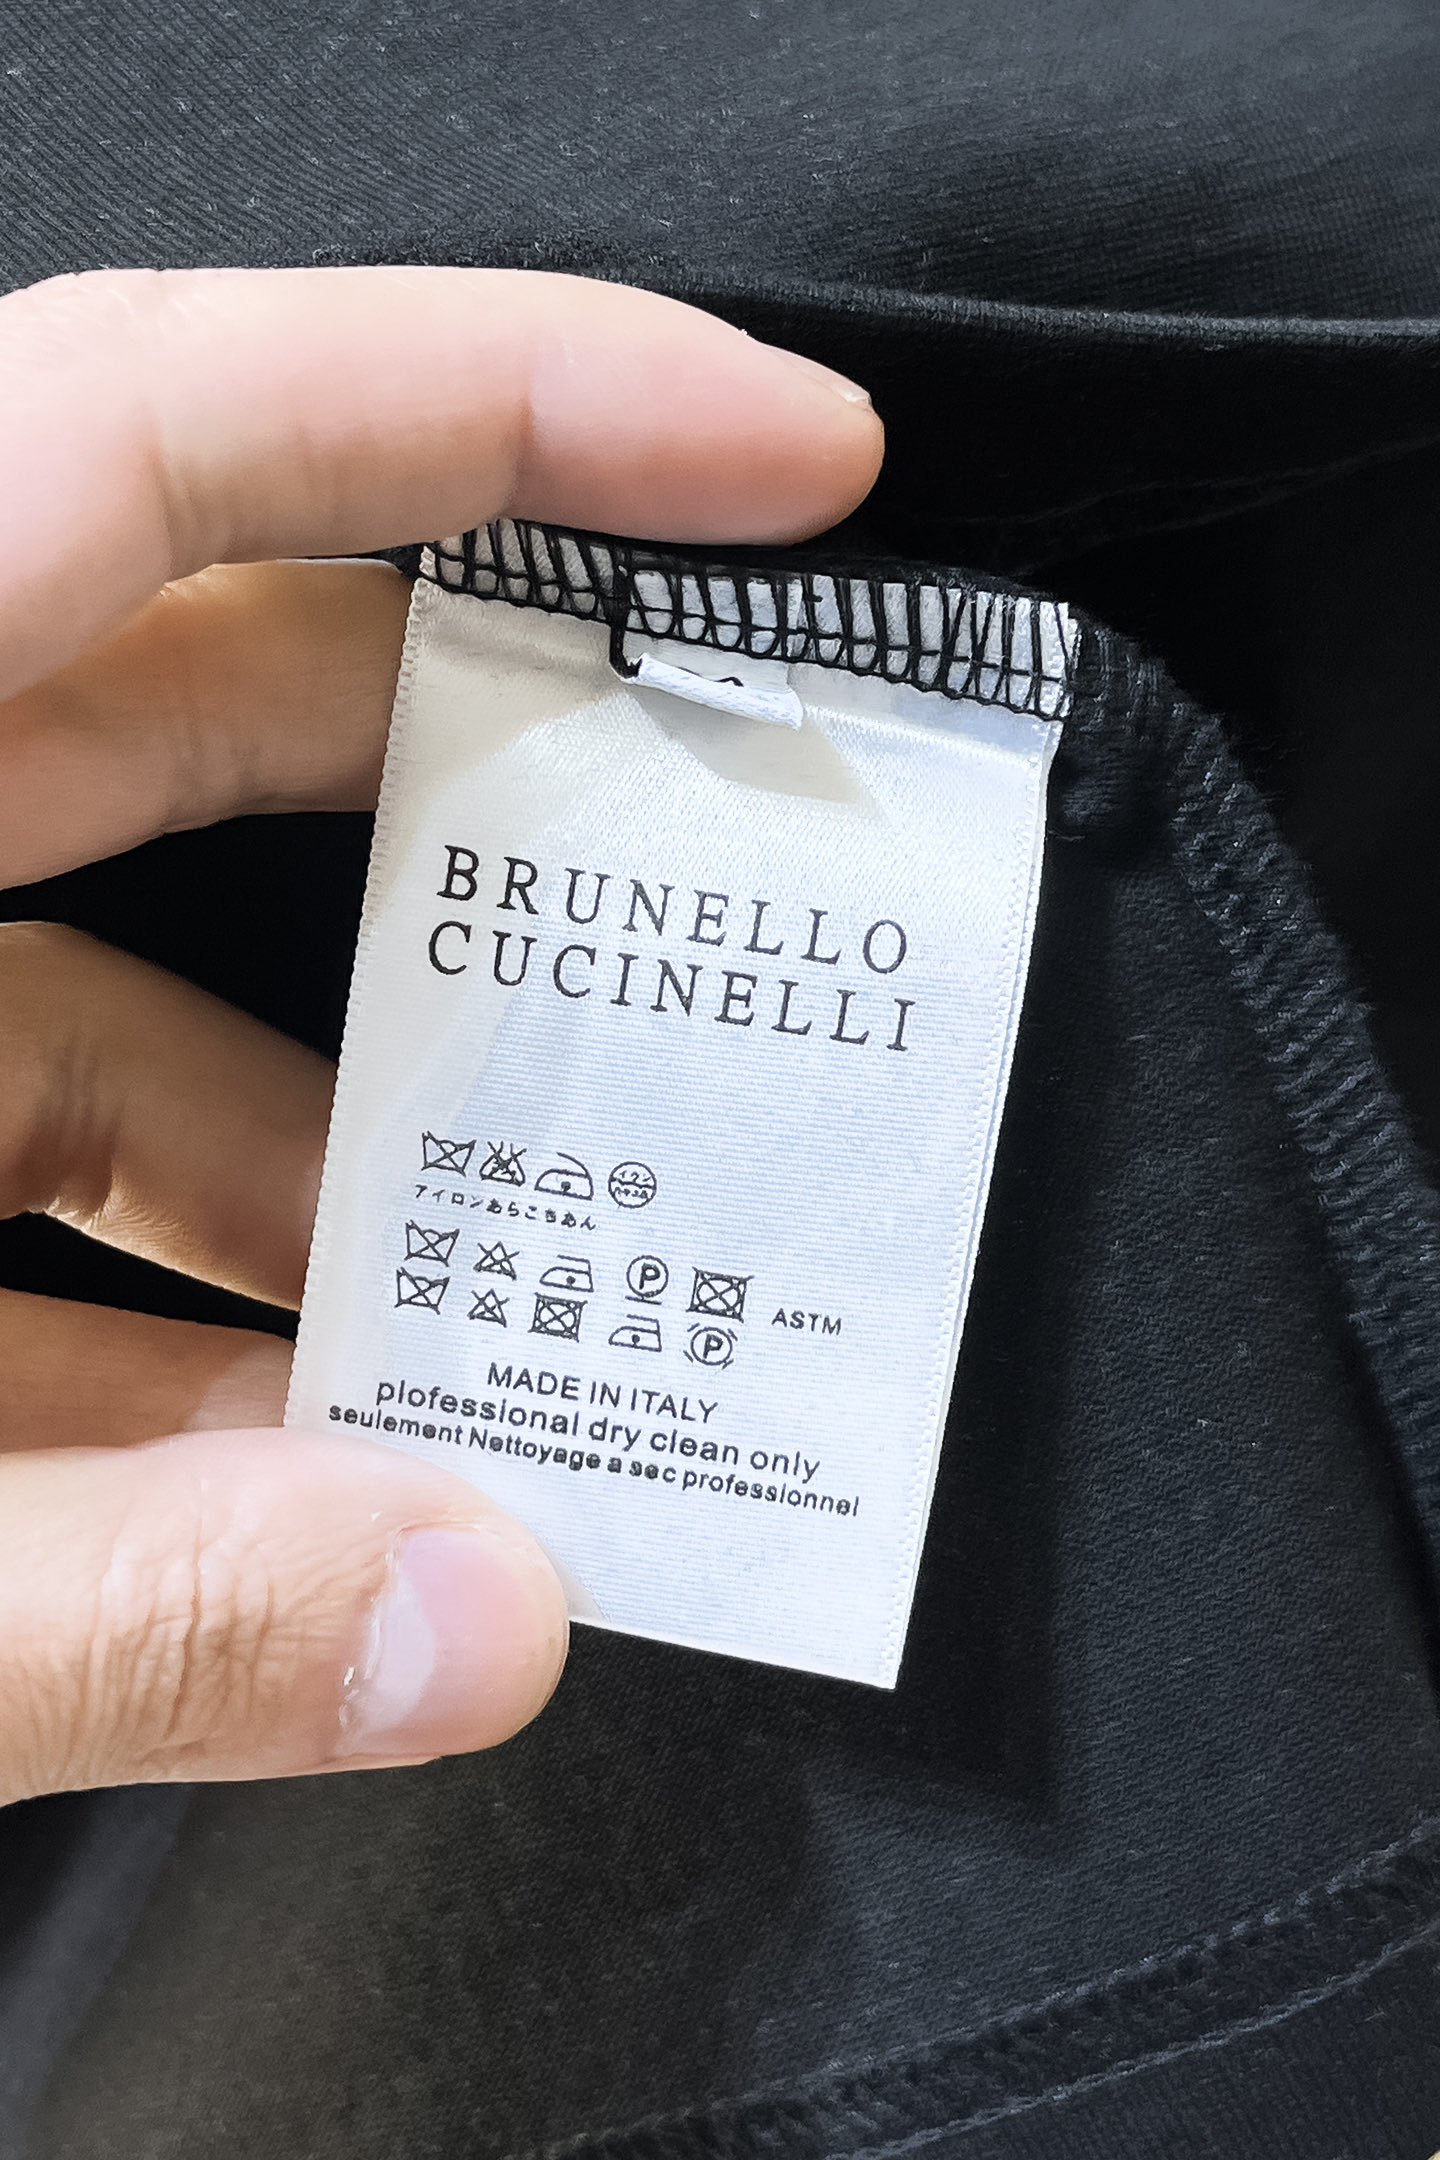 BRUNELLO
CUCINELLI
アイロンあらこきあん
P
ASTM
P
MADE IN ITALY
plofessional dry clean only
seulement Nettoyage a sec professionnel